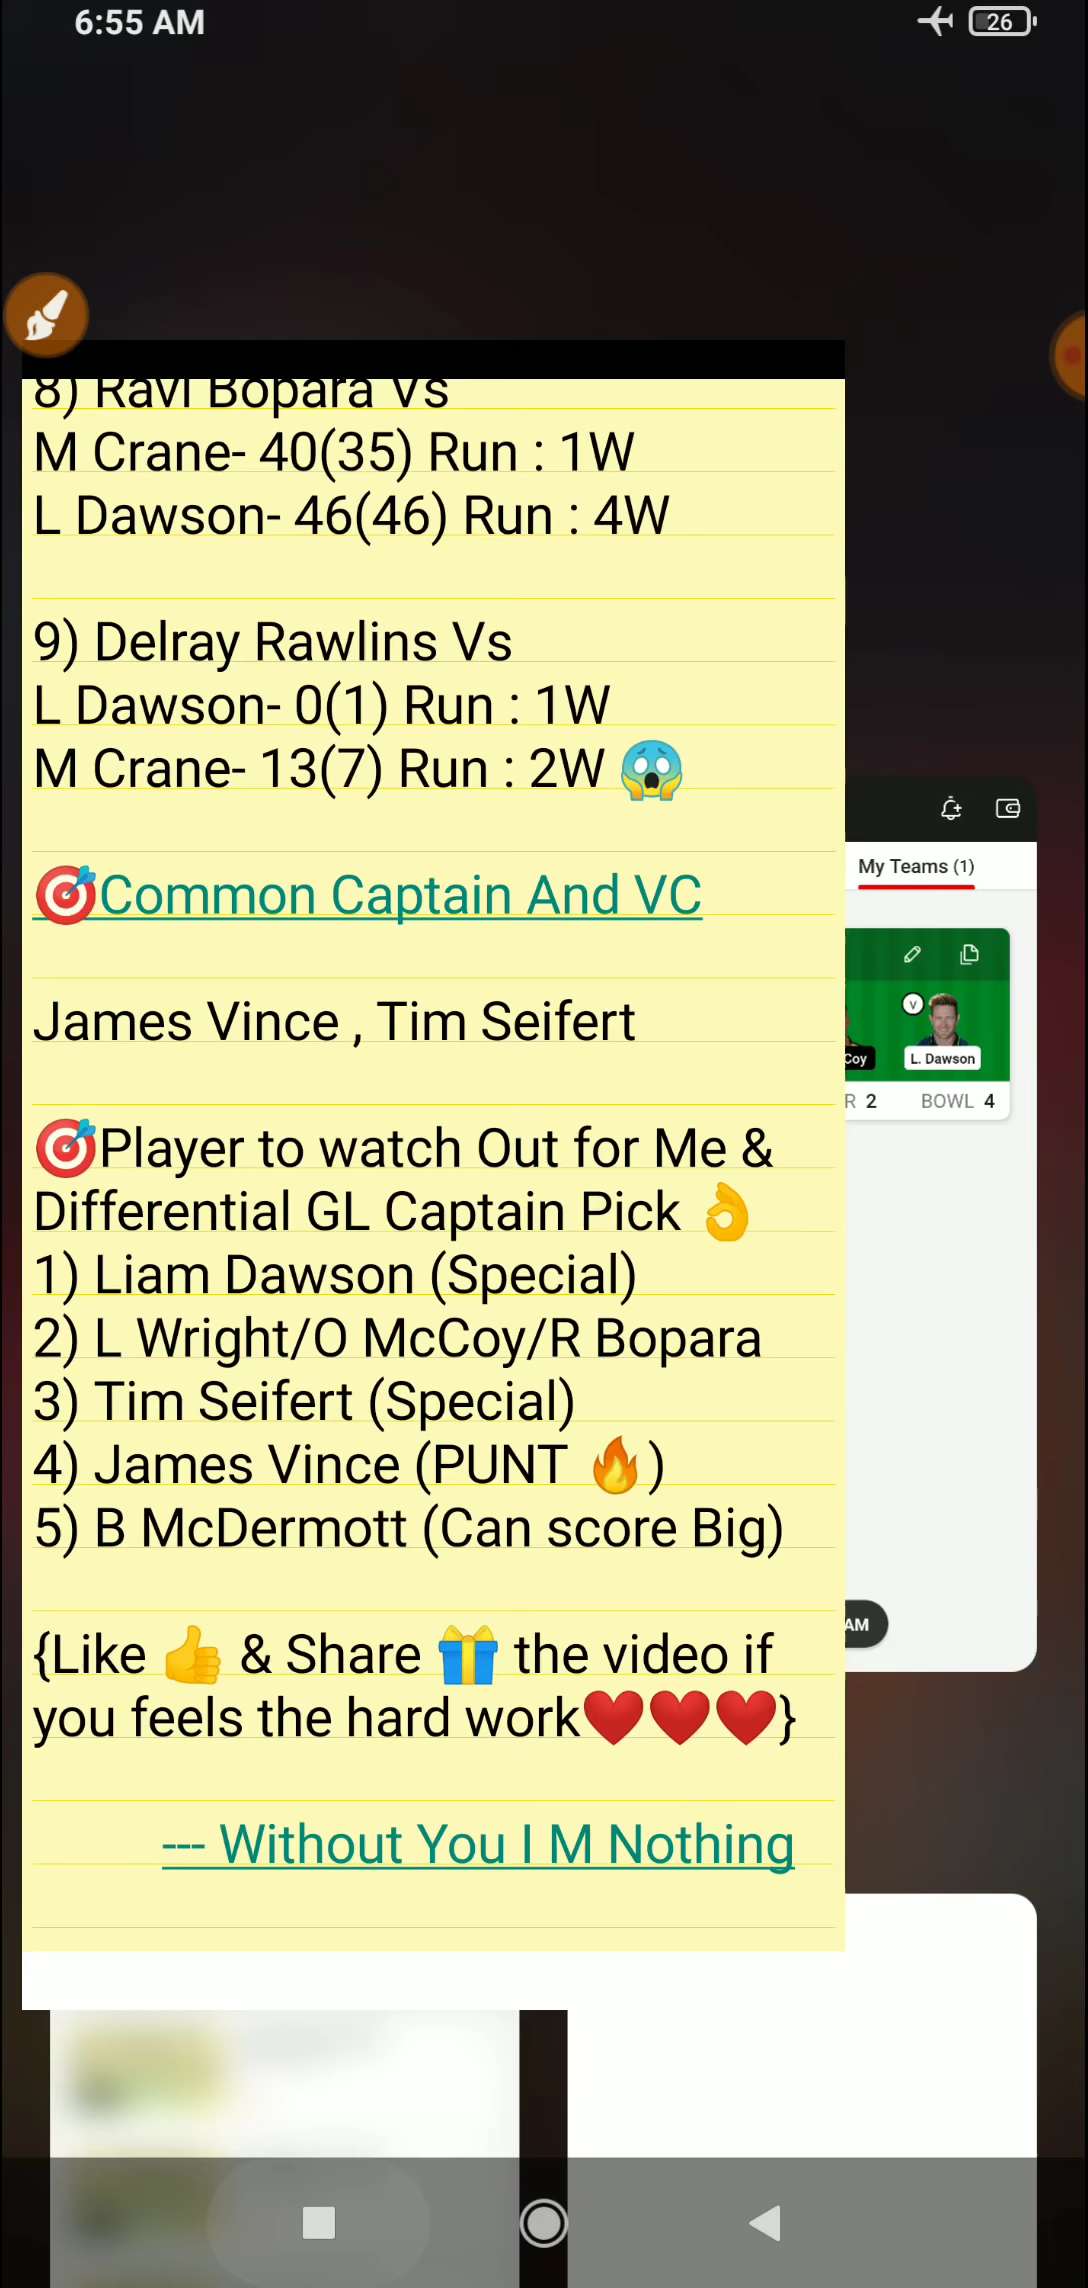 6:55 AM
26
8) Ravi Bopara Vs
M Crane- 40(35) Run : 1W
L Dawson- 46(46) Run : 4W
9) Delray Rawlins Vs
L Dawson- 0(1) Run : 1W
M Crane- 13(7) Run : 2W 😱
🎯Common Captain And VC
James Vince , Tim Seifert
🎯Player to watch Out for Me &
Differential GL Captain Pick 👌
1) Liam Dawson (Special)
2) L Wright/O McCoy/R Bopara
3) Tim Seifert (Special)
4) James Vince (PUNT 🔥)
5) B McDermott (Can score Big)
{Like 👍 & Share 🎁 the video if
you feels the hard work❤️❤️❤️}
--- Without You I M Nothing
My Teams (1)
V
Coy
L. Dawson
R 2
BOWL 4
AM